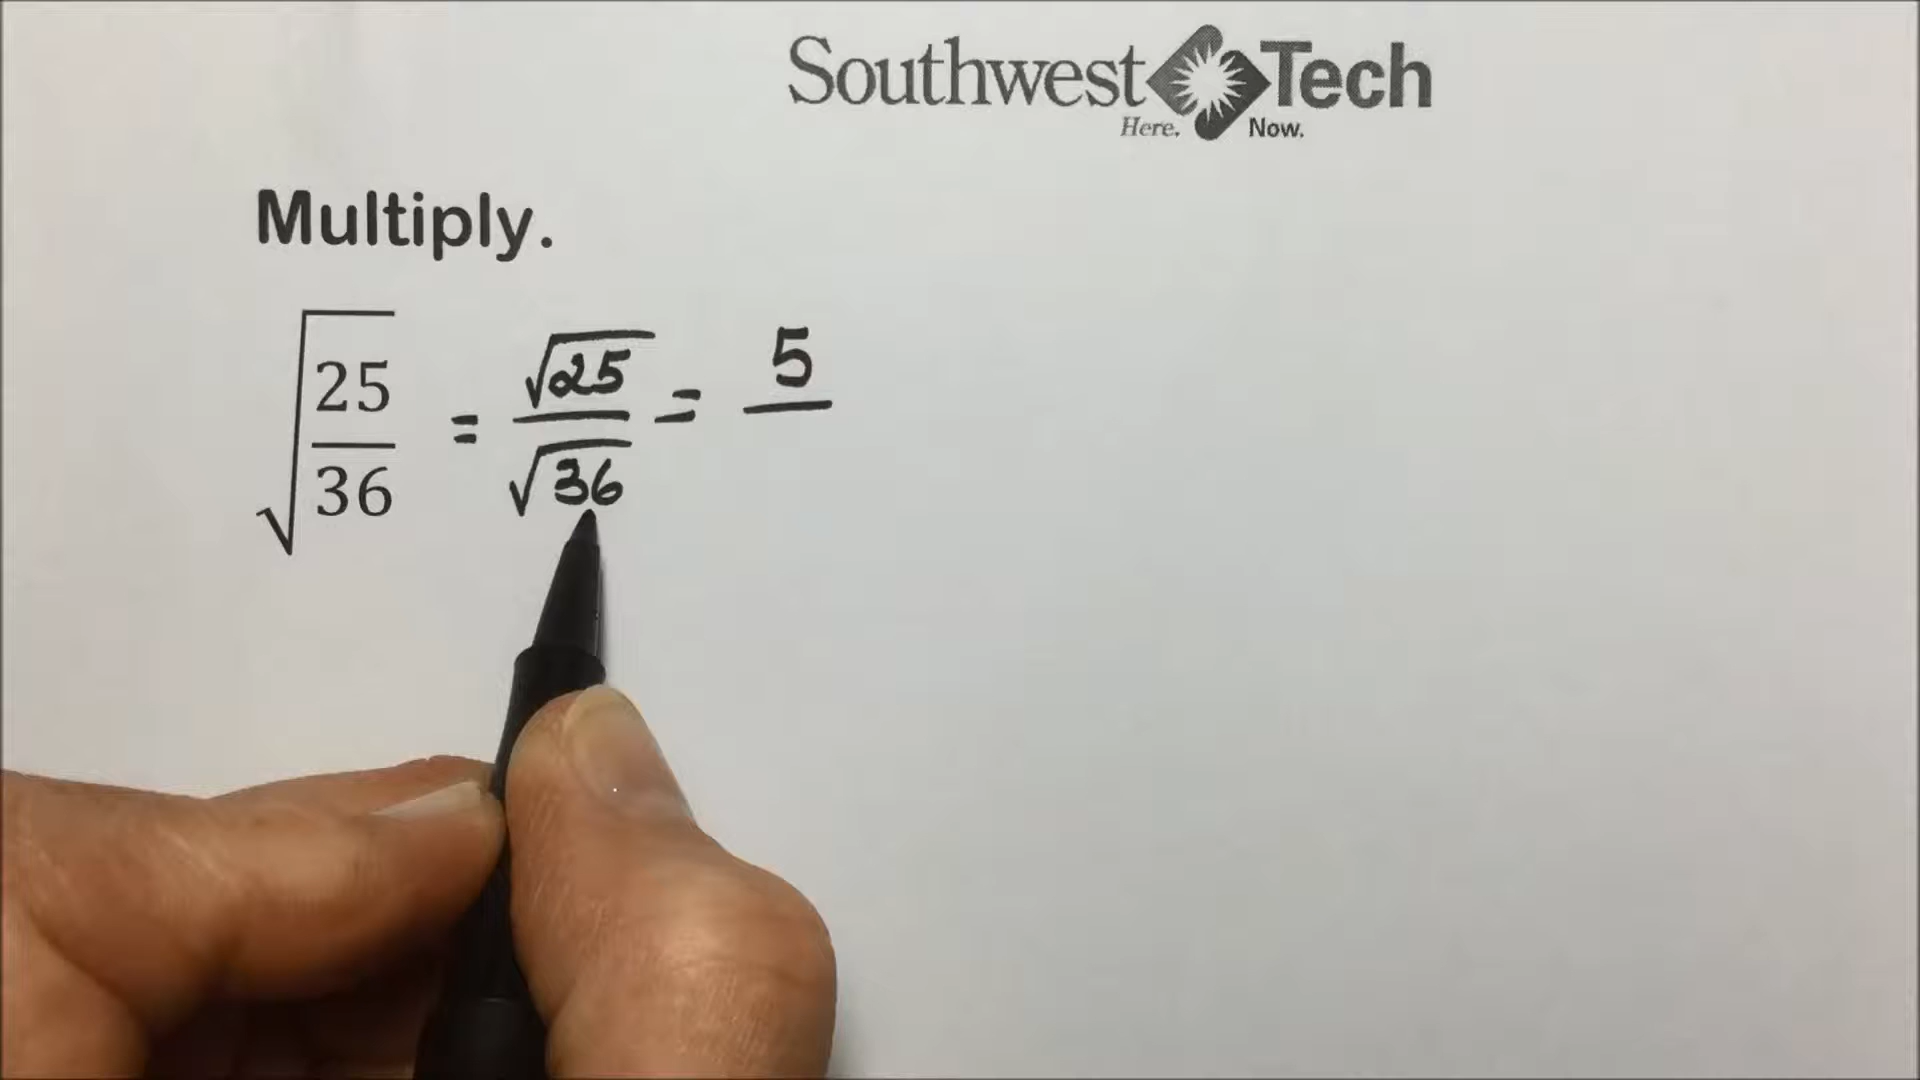 Southwest Tech
Here. Now.
Multiply.
√(25/36) = √25/√36 = 5/